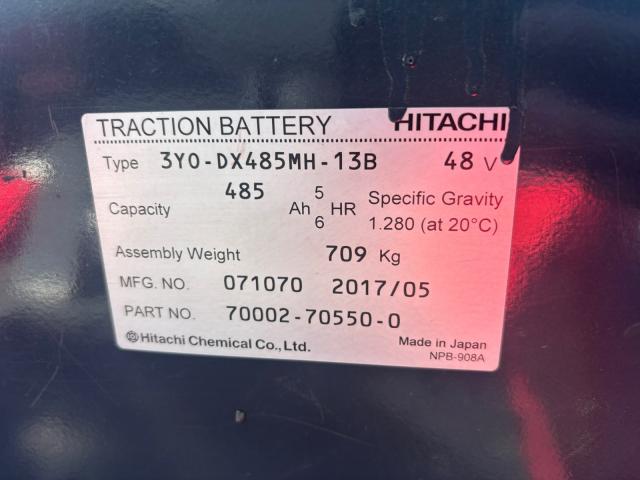 TRACTION BATTERY HITACHI
Type 3Y0-DX485MH-13B 48 V
Capacity 485 Ah 5 HR Specific Gravity
6 1.280 (at 20°C)
Assembly Weight 709 Kg
MFG. NO. 071070 2017/05
PART NO. 70002-70550-0
Hitachi Chemical Co., Ltd. Made in Japan
NPB-908A